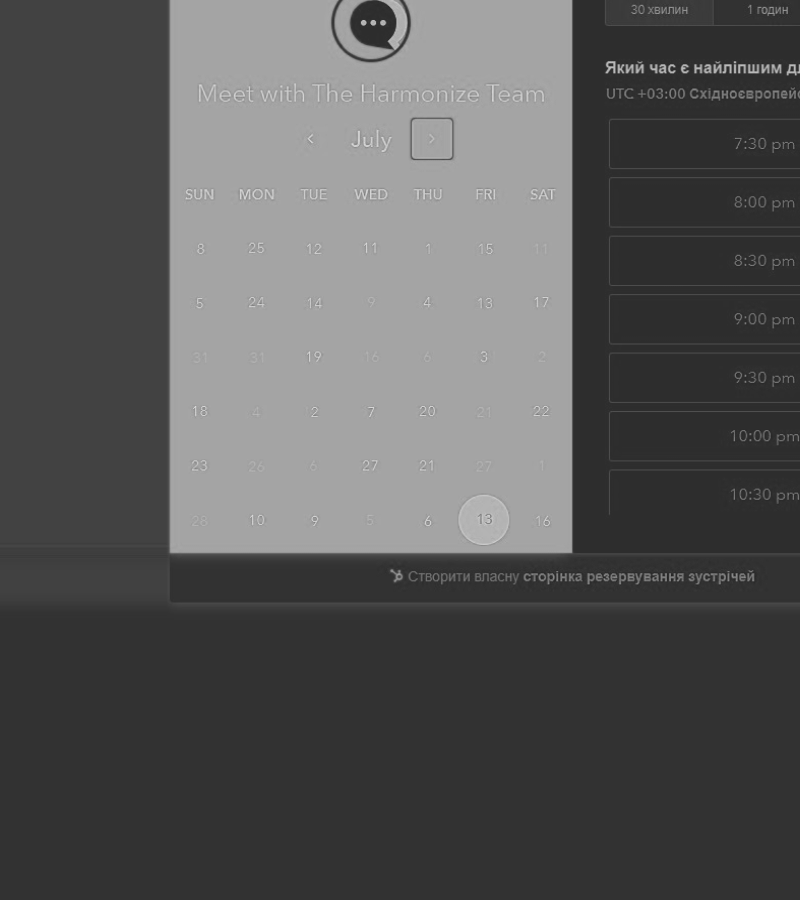 30 хвилин 1 годин
Meet with The Harmonize Team
July
SUN MON TUE WED THU FRI SAT
8 25 12 11 1 15 11
5 24 14 9 4 13 17
31 31 19 16 6 3 2
18 4 2 7 20 21 22
23 26 6 27 21 27 1
28 10 9 5 6 13 16
Який час є найліпшим
UTC +03:00
7:30 pm
8:00 pm
8:30 pm
9:00 pm
9:30 pm
10:00 pm
10:30 pm
Створити власну сторінка резервування зустрічей